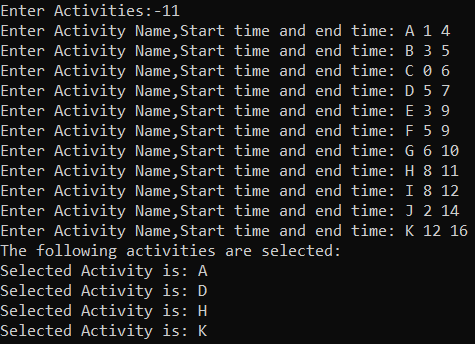 Enter Activities:-11
Enter Activity Name,Start time and end time: A 1 4
Enter Activity Name,Start time and end time: B 3 5
Enter Activity Name,Start time and end time: C 0 6
Enter Activity Name,Start time and end time: D 5 7
Enter Activity Name,Start time and end time: E 3 9
Enter Activity Name,Start time and end time: F 5 9
Enter Activity Name,Start time and end time: G 6 10
Enter Activity Name,Start time and end time: H 8 11
Enter Activity Name,Start time and end time: I 8 12
Enter Activity Name,Start time and end time: J 2 14
Enter Activity Name,Start time and end time: K 12 16
The following activities are selected:
Selected Activity is: A
Selected Activity is: D
Selected Activity is: H
Selected Activity is: K